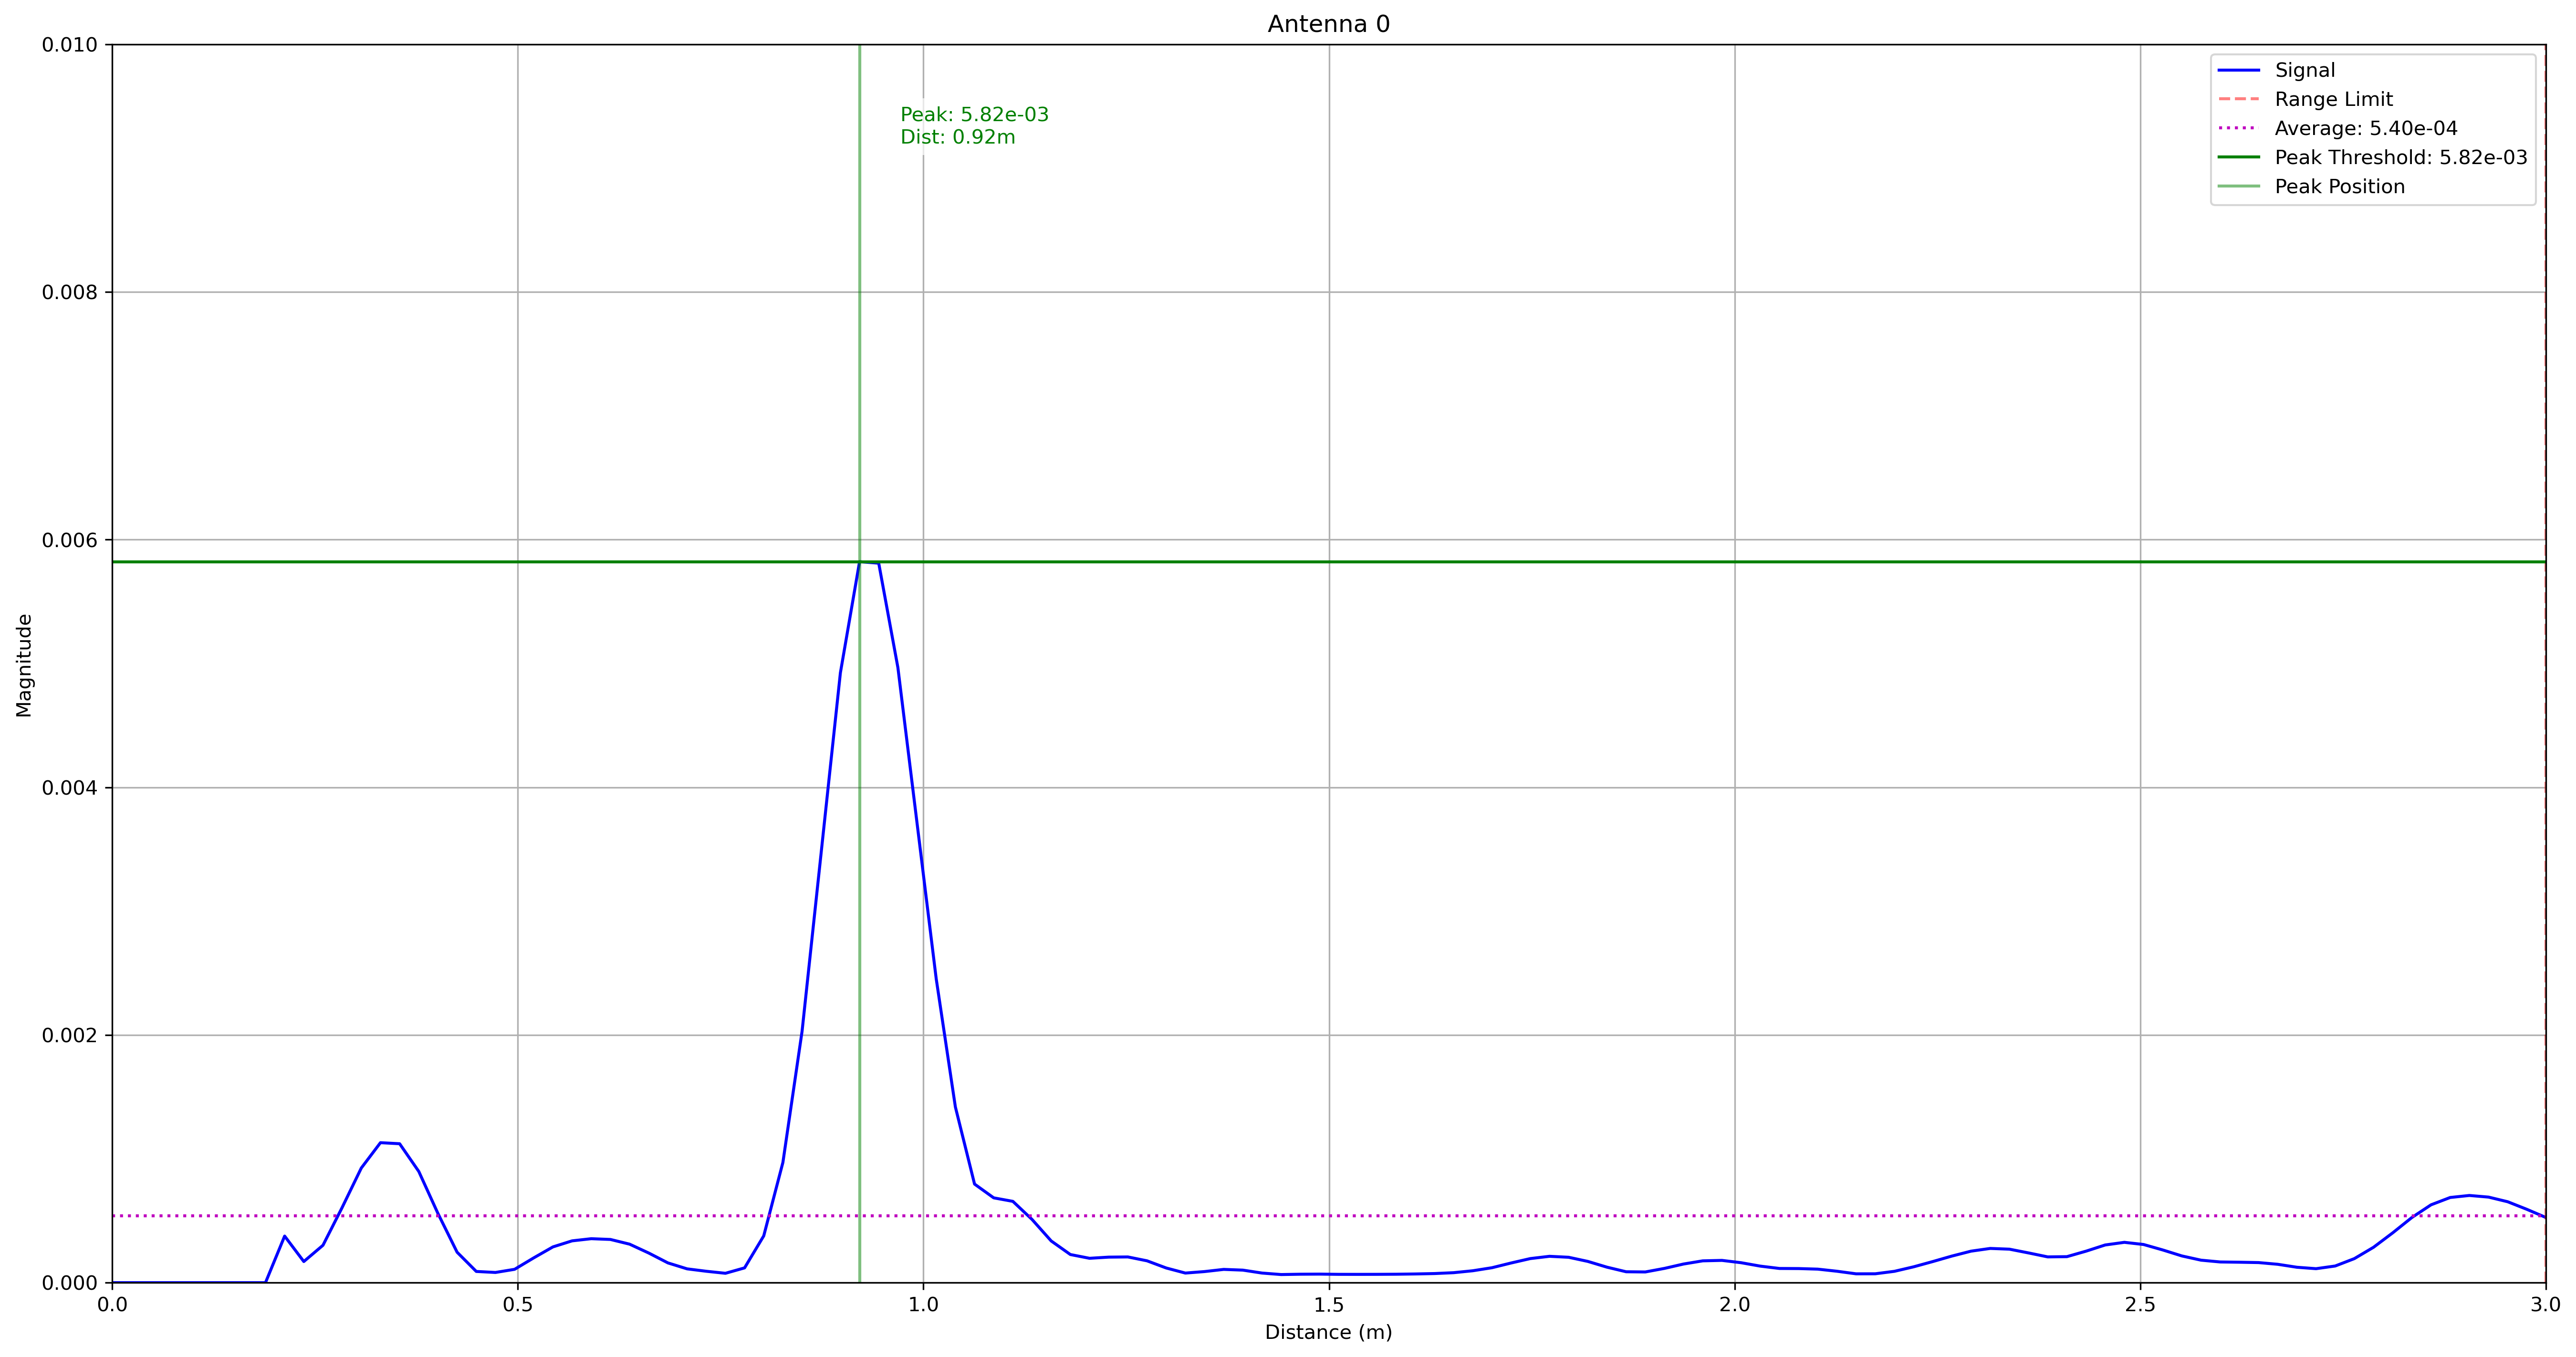 Antenna 0
0.010
0.008
0.006
0.004
0.002
0.000
Magnitude
Peak: 5.82e-03
Dist: 0.92m
Signal
Range Limit
Average: 5.40e-04
Peak Threshold: 5.82e-03
Peak Position
0.0 0.5 1.0 1.5 2.0 2.5 3.0
Distance (m)